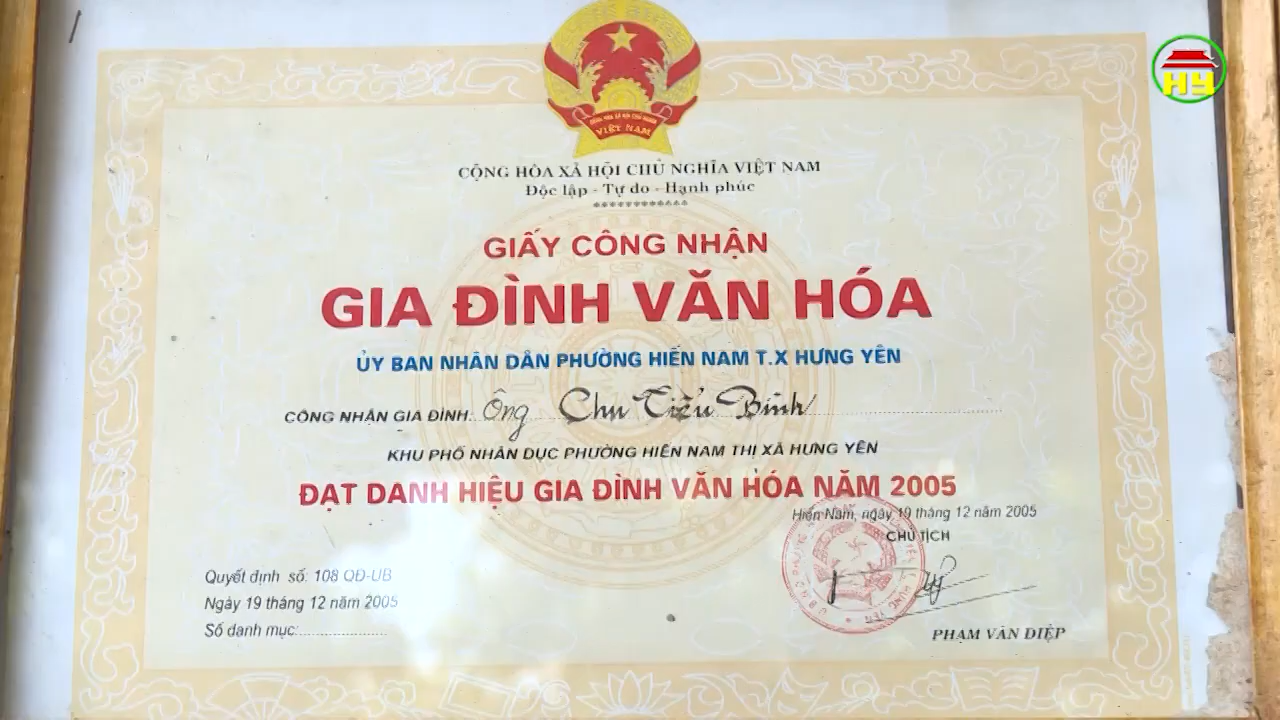 HY
VIỆT NAM
CỘNG HÒA XÃ HỘI CHỦ NGHĨA VIỆT NAM
Độc lập - Tự do - Hạnh phúc
************
GIẤY CÔNG NHẬN
GIA ĐÌNH VĂN HÓA
ỦY BAN NHÂN DÂN PHƯỜNG HIẾN NAM T.X HƯNG YÊN
CÔNG NHẬN GIA ĐÌNH: Ông Chu Tiểu Bình
KHU PHỐ NHÂN DỤC PHƯỜNG HIẾN NAM THỊ XÃ HƯNG YÊN
ĐẠT DANH HIỆU GIA ĐÌNH VĂN HÓA NĂM 2005
Hiến Nam, ngày 19 tháng 12 năm 2005
CHỦ TỊCH
Quyết định số: 108 QĐ-UB
Ngày 19 tháng 12 năm 2005
Số danh mục:......................
PHẠM VĂN DIỆP